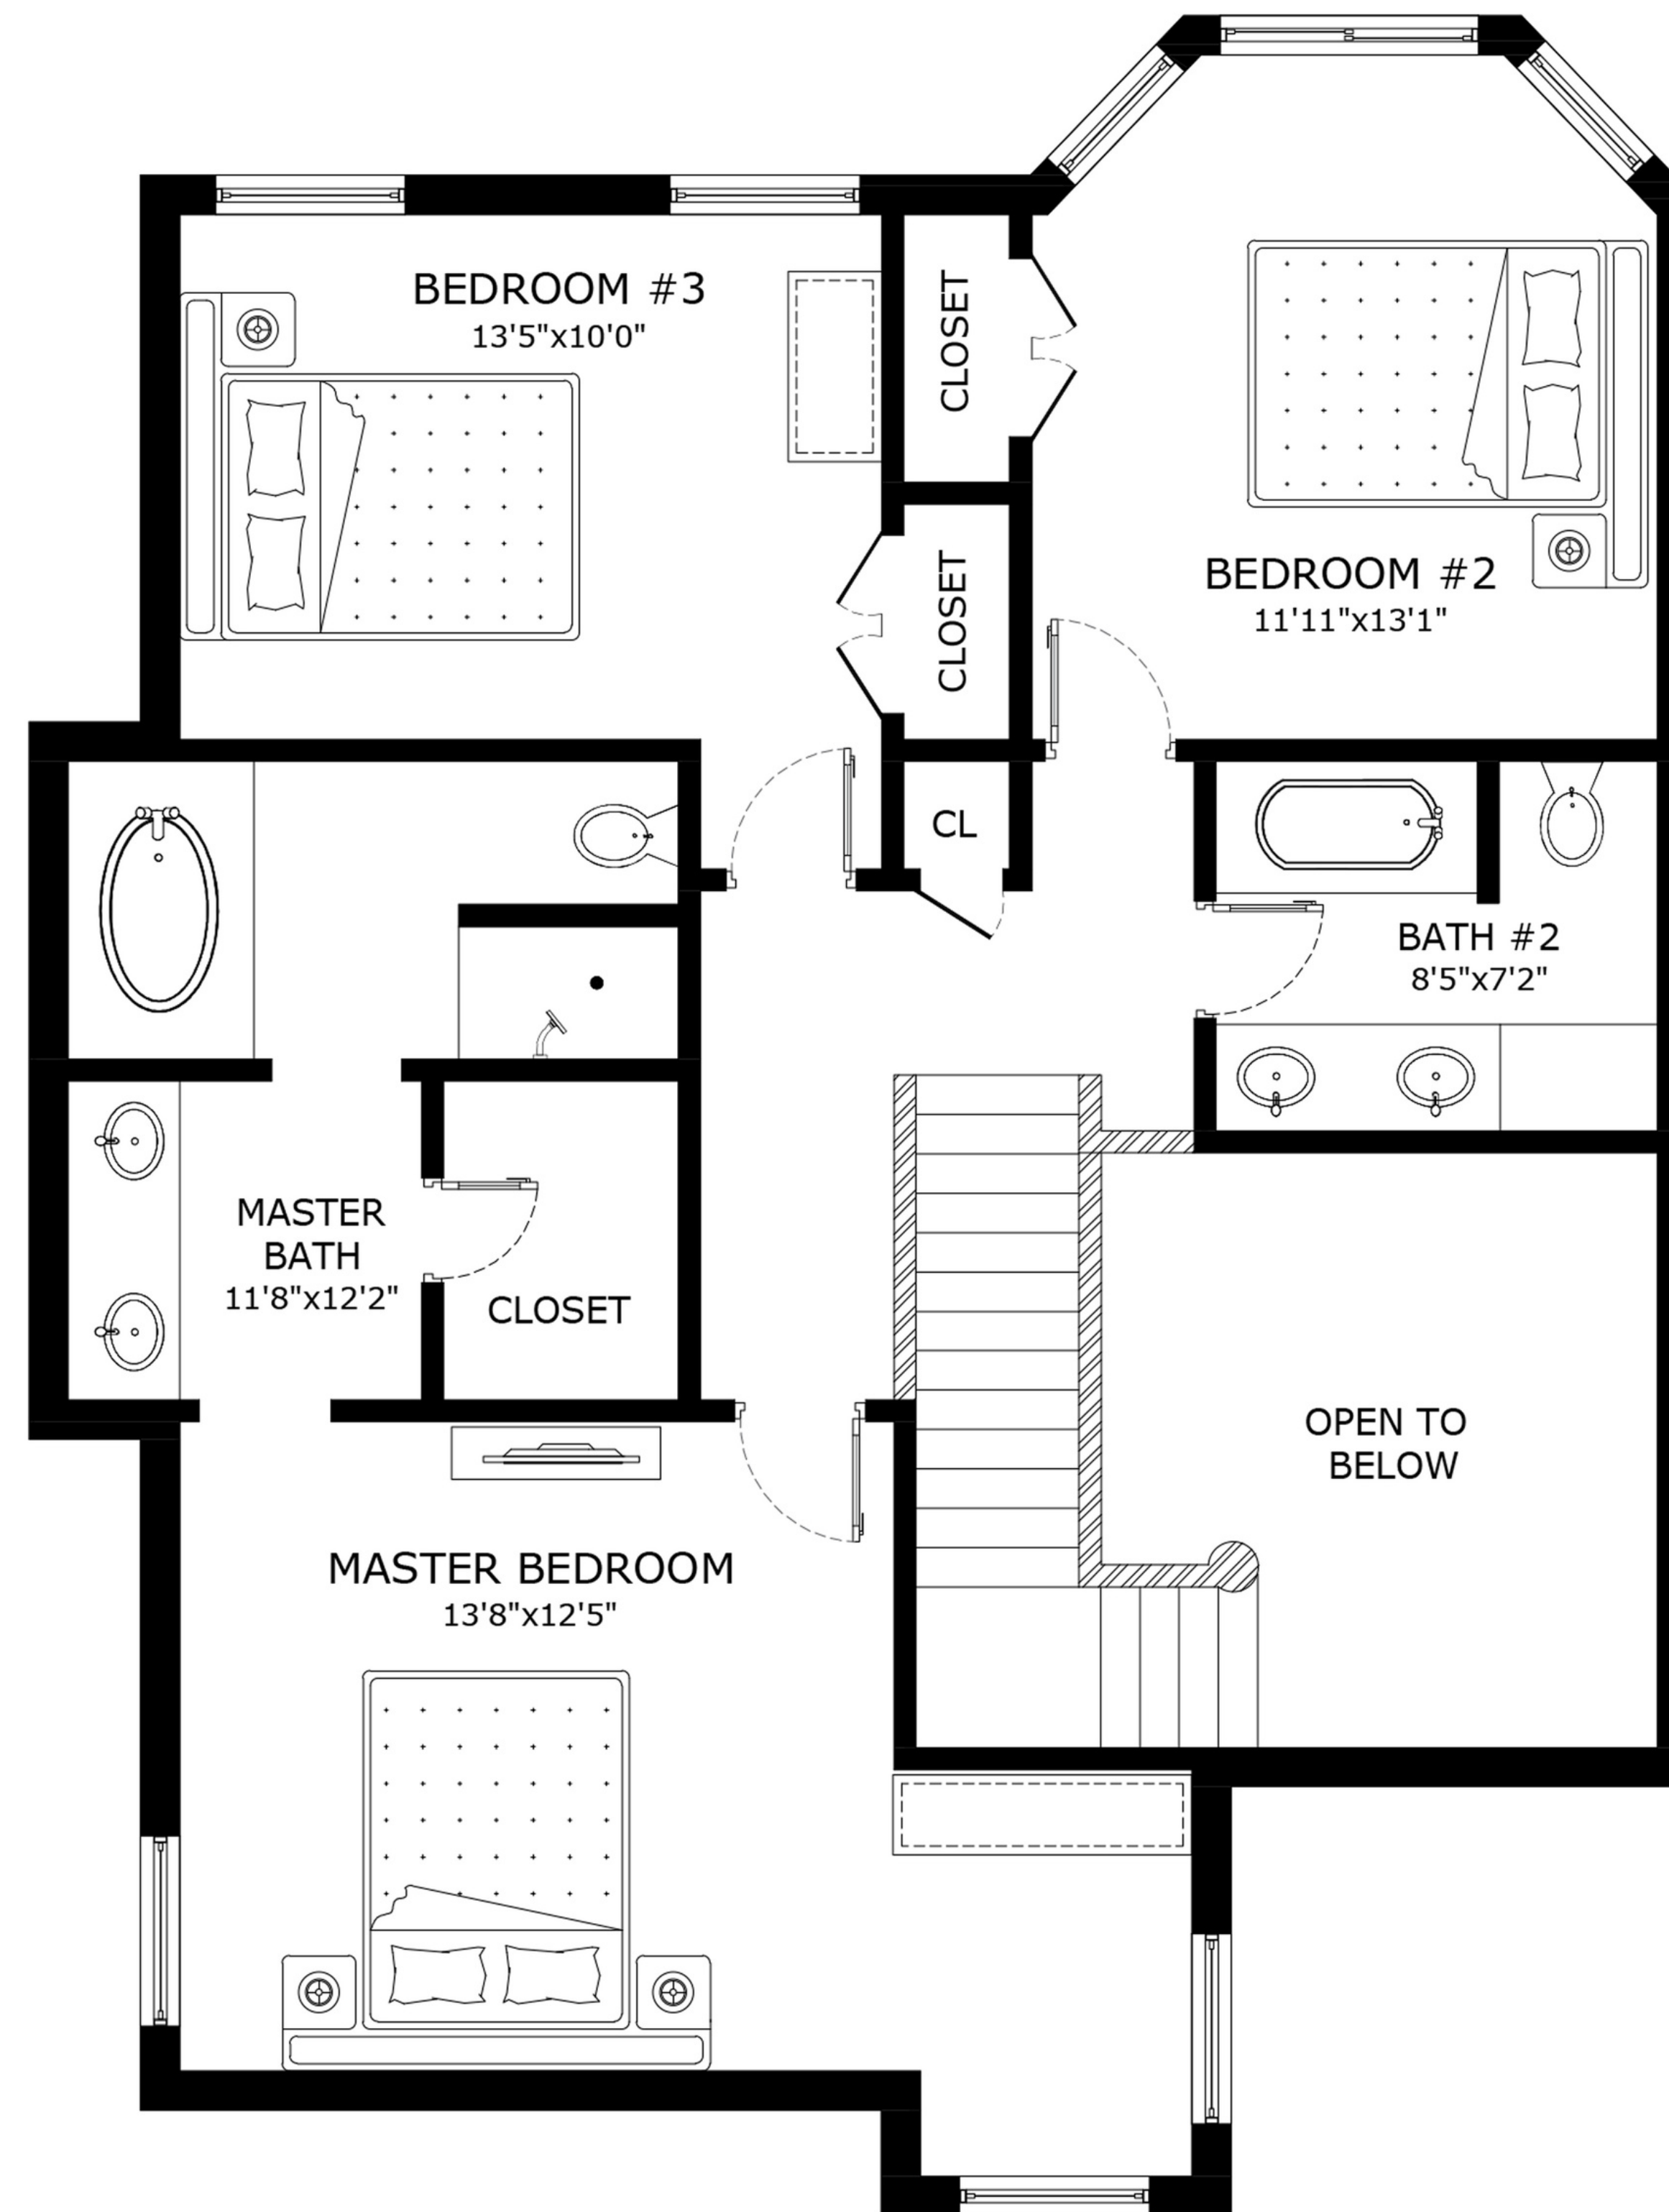 BEDROOM #3
13'5"x10'0"
CLOSET
CLOSET
BEDROOM #2
11'11"x13'1"
CL
BATH #2
8'5"x7'2"
MASTER
BATH
11'8"x12'2"
CLOSET
OPEN TO
BELOW
MASTER BEDROOM
13'8"x12'5"